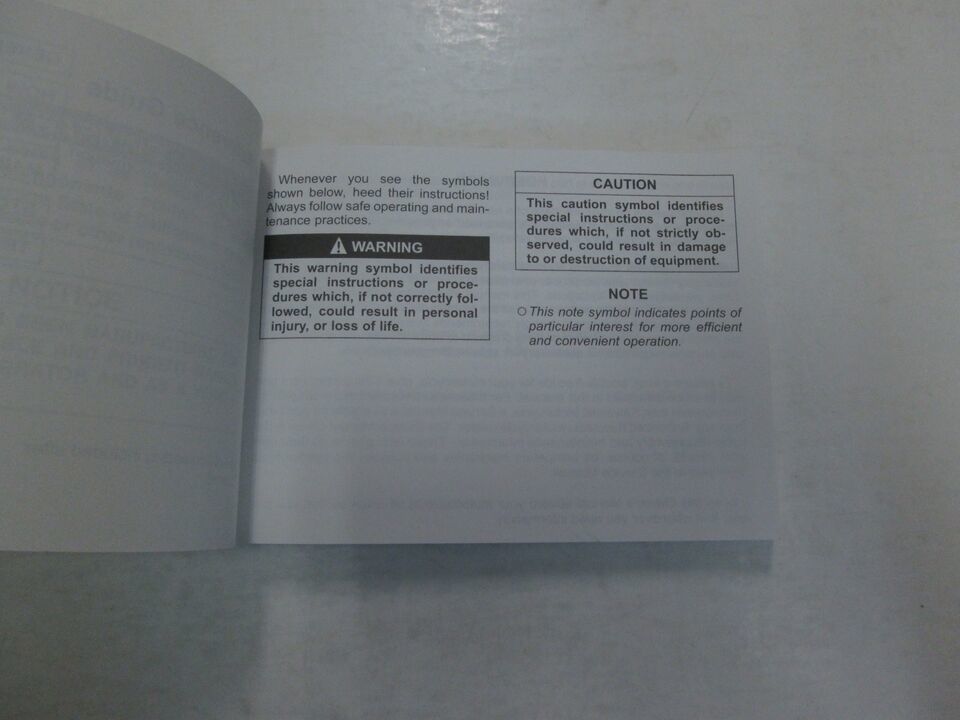 Whenever you see the symbols
shown below, heed their instructions!
Always follow safe operating and main-
tenance practices.
WARNING
This warning symbol identifies
special instructions or proce-
dures which, if not correctly fol-
lowed, could result in personal
injury, or loss of life.
CAUTION
This caution symbol identifies
special instructions or proce-
dures which, if not strictly ob-
served, could result in damage
to or destruction of equipment.
NOTE
○ This note symbol indicates points of
particular interest for more efficient
and convenient operation.